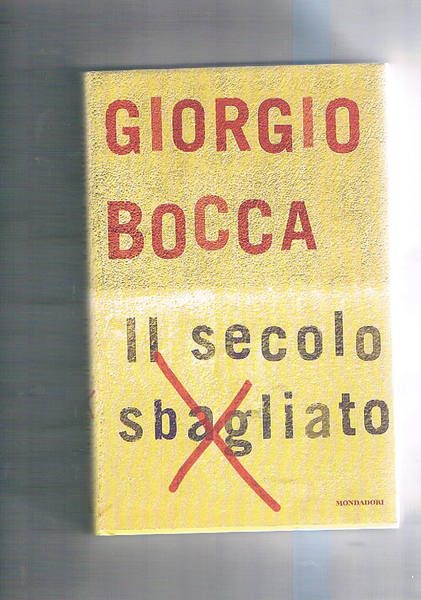 GIORGIO
BOCCA
Il secolo
sbagliato
MONDADORI